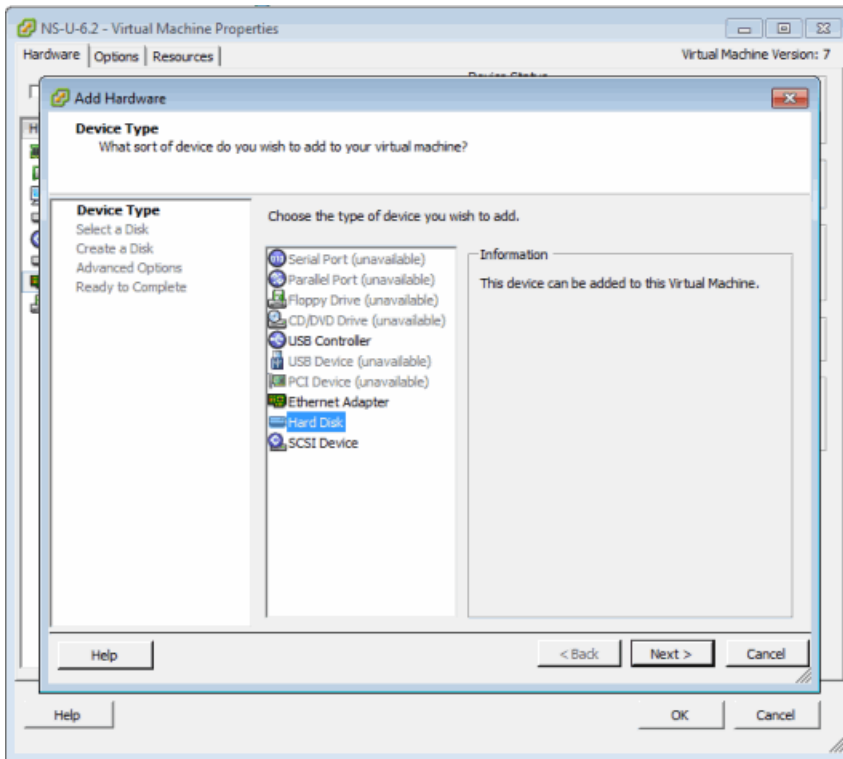 NS-U-6.2 - Virtual Machine Properties
Hardware Options Resources Virtual Machine Version: 7
Device Status
Add Hardware
Device Type
What sort of device do you wish to add to your virtual machine?
Device Type
Select a Disk
Create a Disk
Advanced Options
Ready to Complete
Choose the type of device you wish to add.
Serial Port (unavailable)
Parallel Port (unavailable)
Floppy Drive (unavailable)
CD/DVD Drive (unavailable)
USB Controller
USB Device (unavailable)
PCI Device (unavailable)
Ethernet Adapter
Hard Disk
SCSI Device
Information
This device can be added to this Virtual Machine.
Help < Back Next > Cancel
Help OK Cancel